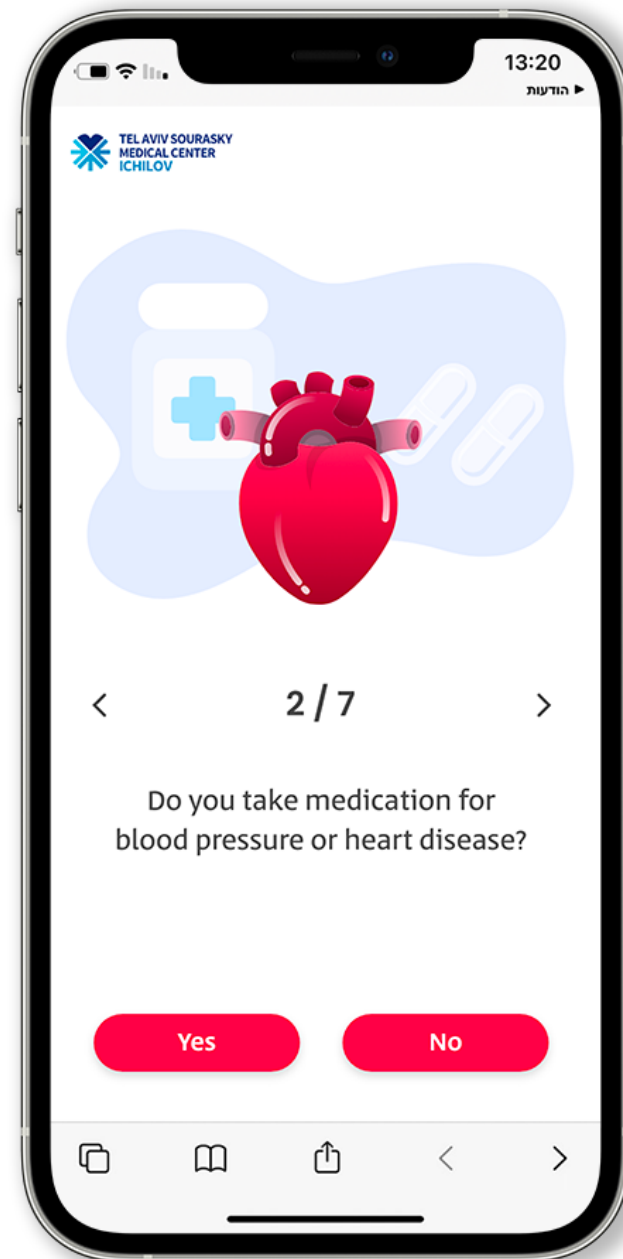 13:20
◀ הודעות
TEL AVIV SOURASKY
MEDICAL CENTER
ICHILOV
2 / 7
Do you take medication for
blood pressure or heart disease?
Yes
No